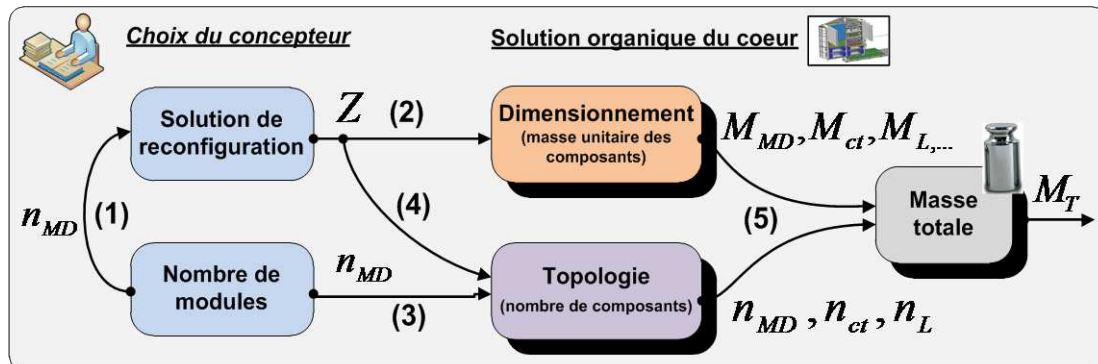 Choix du concepteur
Solution organique du coeur
Solution de
reconfiguration
Z
(2)
Dimensionnement
(masse unitaire des
composants)
M_MD, M_ct, M_L,...
n_MD
(1)
(4)
(5)
Masse
totale
M_T
Nombre de
modules
n_MD
(3)
Topologie
(nombre de composants)
n_MD , n_ct , n_L